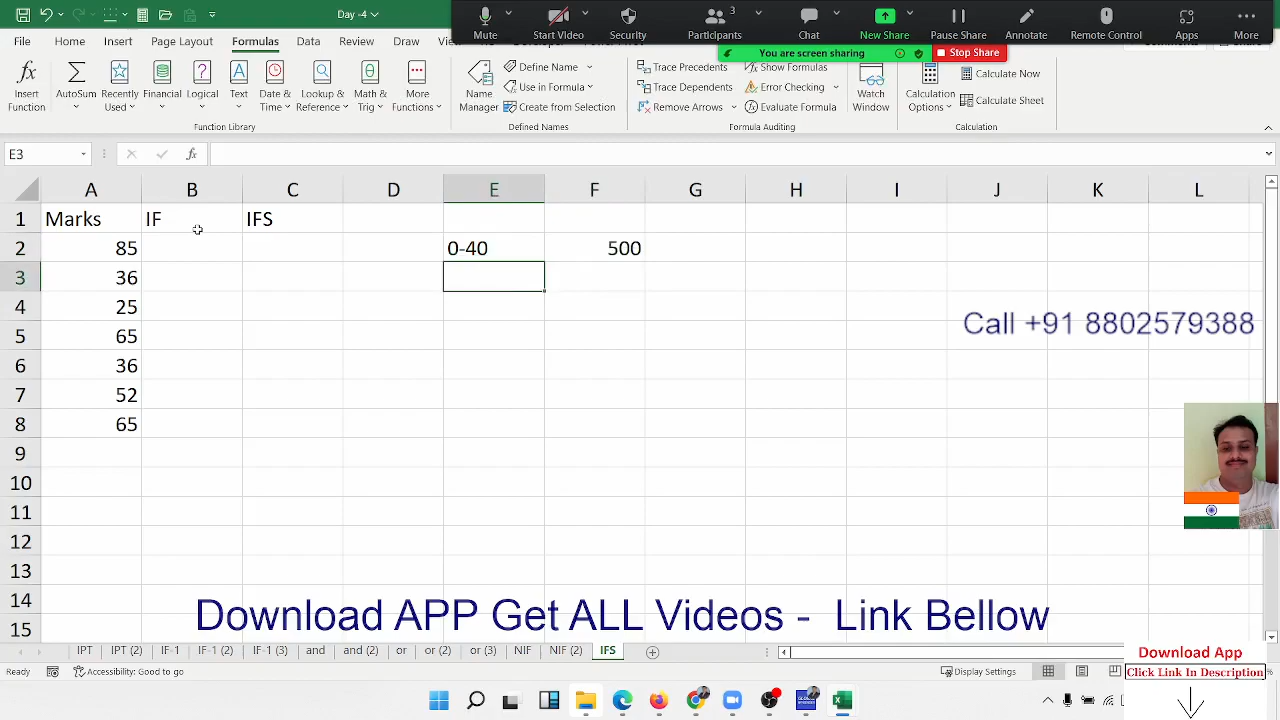 Day -4
Mute
Start Video
Security
Participants
3
Chat
New Share
Pause Share
Annotate
Remote Control
Apps
More
You are screen sharing
Stop Share
File
Home
Insert
Page Layout
Formulas
Data
Review
View
Draw
Insert Function
AutoSum
Recently Used
Financial
Logical
Text
Date & Time
Lookup & Reference
Math & Trig
More Functions
Function Library
Name Manager
Define Name
Use in Formula
Create from Selection
Defined Names
Trace Precedents
Trace Dependents
Remove Arrows
Show Formulas
Error Checking
Evaluate Formula
Formula Auditing
Watch Window
Calculation Options
Calculate Now
Calculate Sheet
Calculation
E3
fx
A B C D E F G H I J K L
1 Marks IF IFS
2 85 0-40 500
3 36
4 25
5 65
6 36
7 52
8 65
9
10
11
12
13
14
15
Call +91 8802579388
Download APP Get ALL Videos - Link Bellow
IPT IPT (2) IF-1 IF-1 (2) IF-1 (3) and and (2) or or (2) or (3) NIF NIF (2) IFS
Ready
Accessibility: Good to go
Display Settings
Download App
Click Link In Description